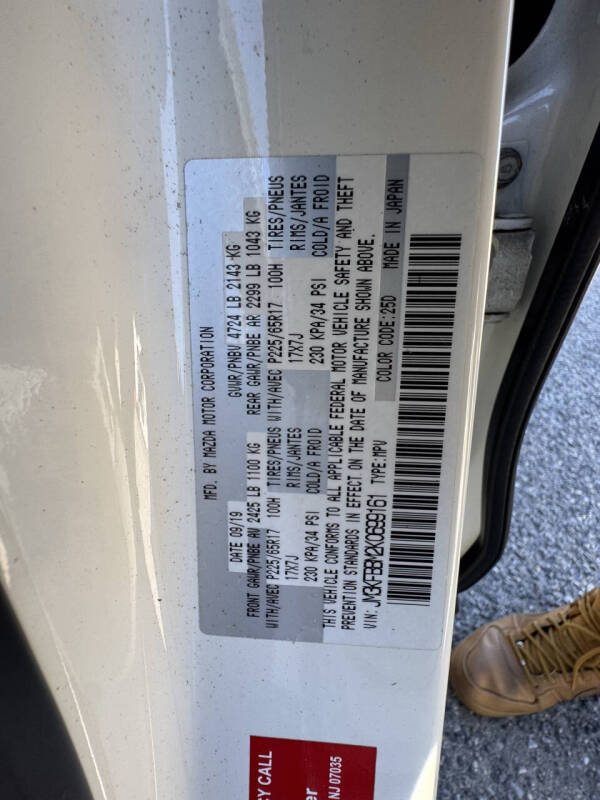 MFD. BY MAZDA MOTOR CORPORATION
DATE 09/19 GVWR/PNBV 4724 LB 2143 KG
FRONT GAWR/PNBE AV 2425 LB 1100 KG REAR GAWR/PNBE AR 2299 LB 1043 KG
WITH/AVEC P225/65R17 100H TIRES/PNEUS WITH/AVEC P225/65R17 100H TIRES/PNEUS
17X7J RIMS/JANTES 17X7J RIMS/JANTES
230 KPA/34 PSI COLD/A FROID 230 KPA/34 PSI COLD/A FROID
THIS VEHICLE CONFORMS TO ALL APPLICABLE FEDERAL MOTOR VEHICLE SAFETY AND THEFT
PREVENTION STANDARDS IN EFFECT ON THE DATE OF MANUFACTURE SHOWN ABOVE.
VIN: JM3KFBBM2K0699161 TYPE:MPV COLOR CODE:25D MADE IN JAPAN
CY CALL
NJ 07035